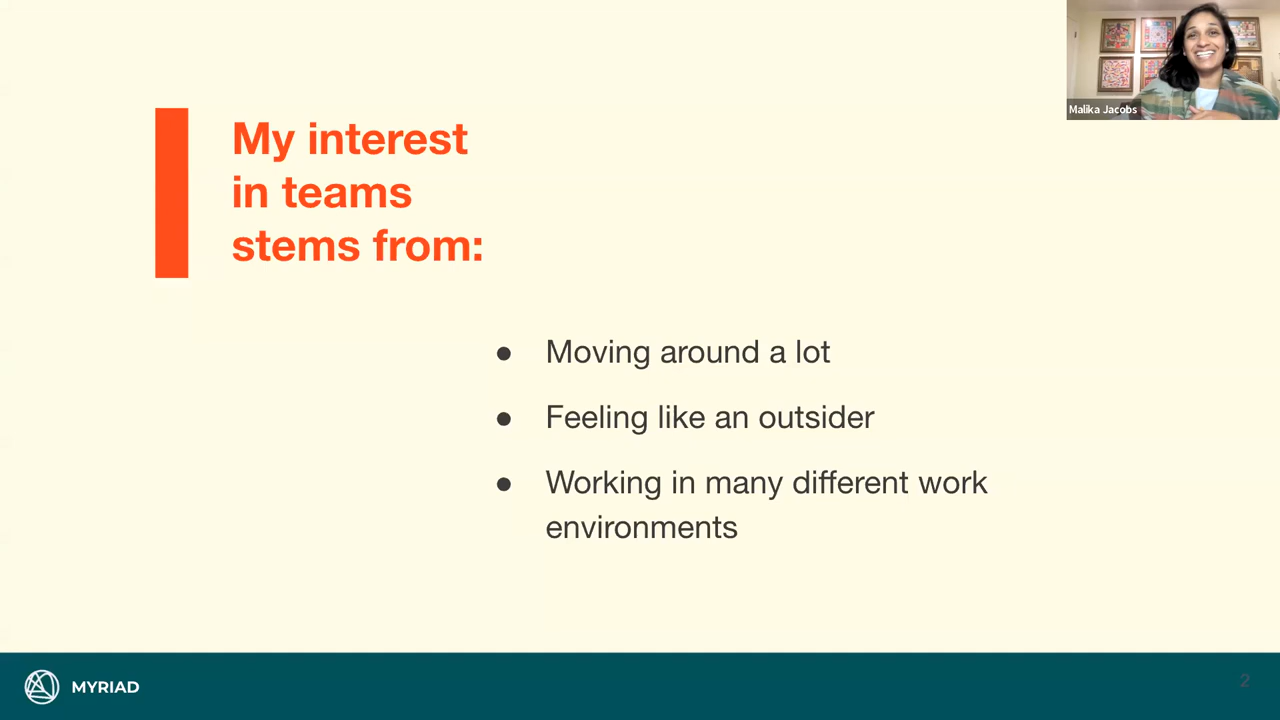 Malika Jacobs
My interest
in teams
stems from:
● Moving around a lot
● Feeling like an outsider
● Working in many different work
environments
MYRIAD
2